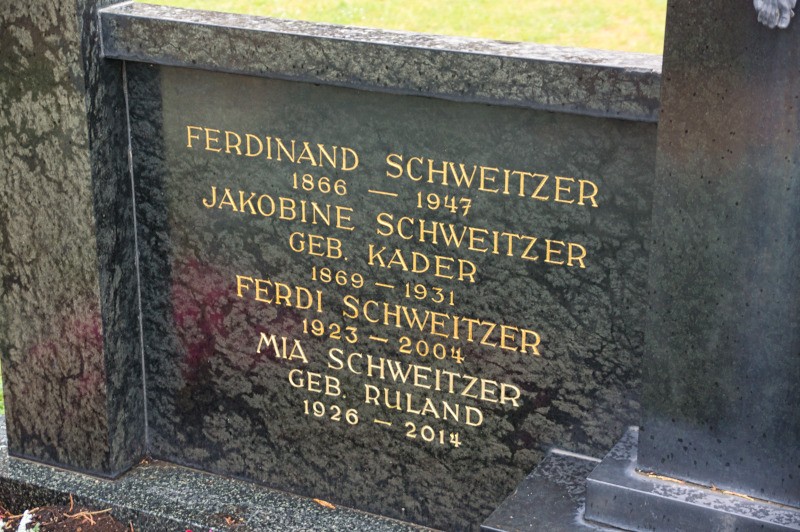 FERDINAND SCHWEITZER
1866 – 1947
JAKOBINE SCHWEITZER
GEB. KADER
1869 – 1931
FERDI SCHWEITZER
1923 – 2004
MIA SCHWEITZER
GEB. RULAND
1926 – 2014